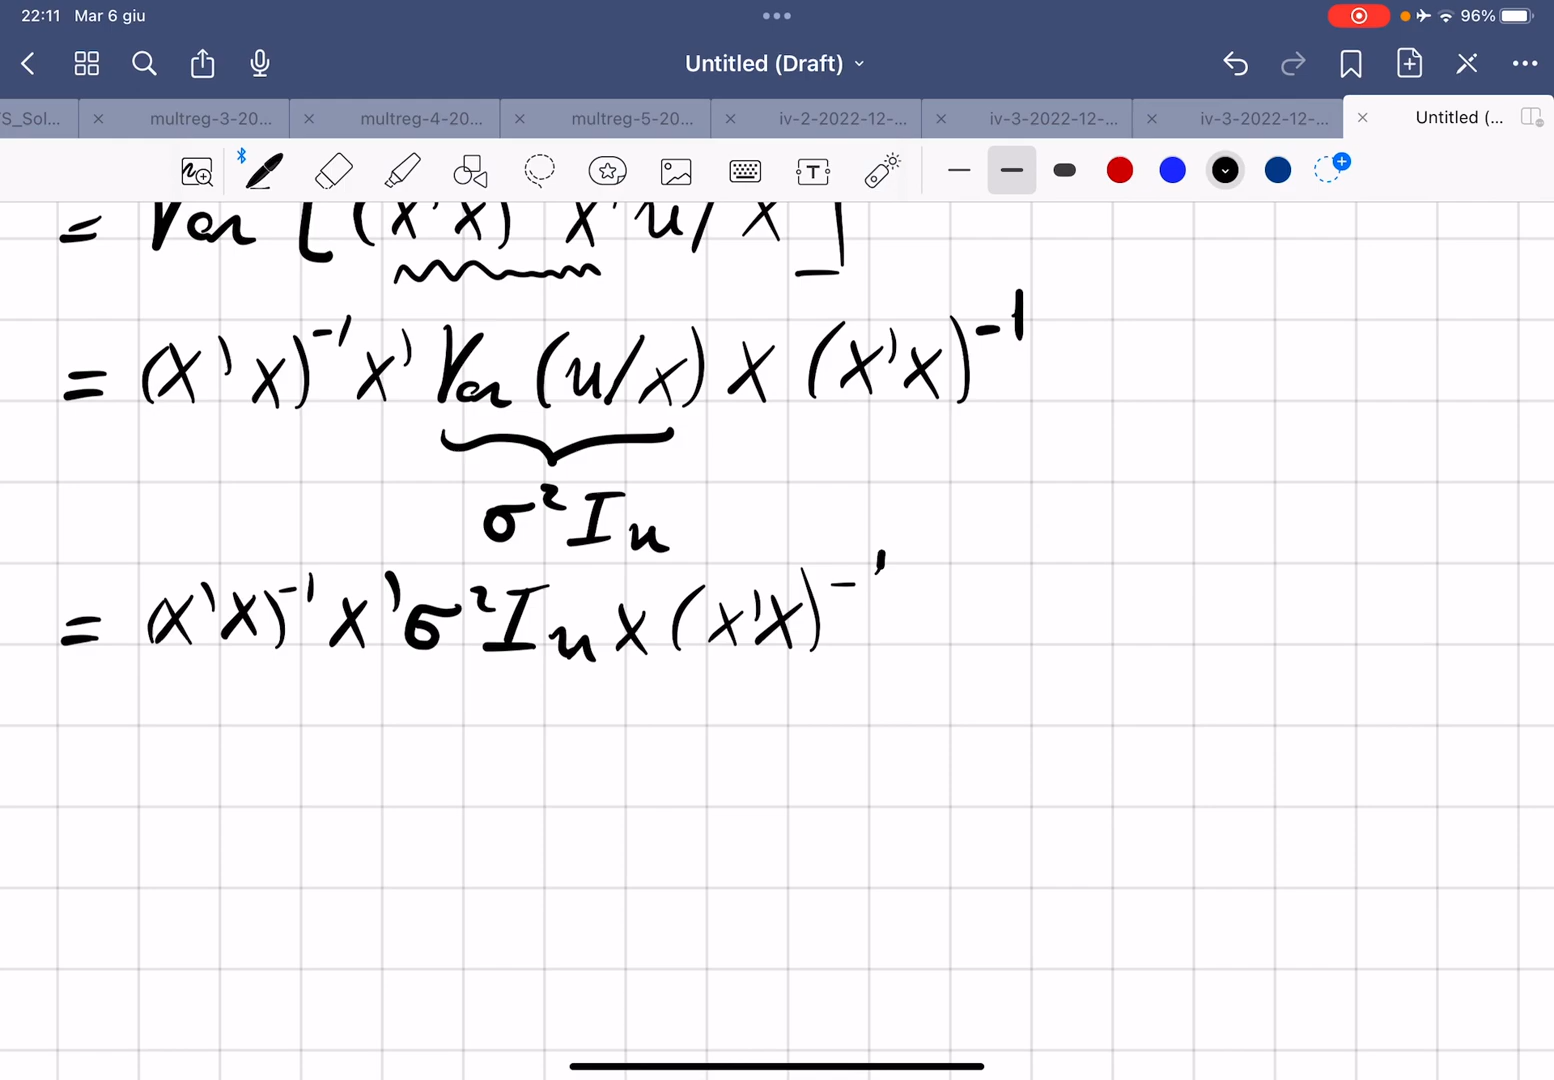 22:11 Mar 6 giu 96%
Untitled (Draft)
S_Sol... multreg-3-20... multreg-4-20... multreg-5-20... iv-2-2022-12-... iv-3-2022-12-... iv-3-2022-12-... Untitled (...
= Var [(X'X) X'u/X]
= (X'X)⁻¹X' Var (u/x) X (X'X)⁻¹
σ²Iₙ
= (X'X)⁻¹X'σ²Iₙ X (X'X)⁻¹